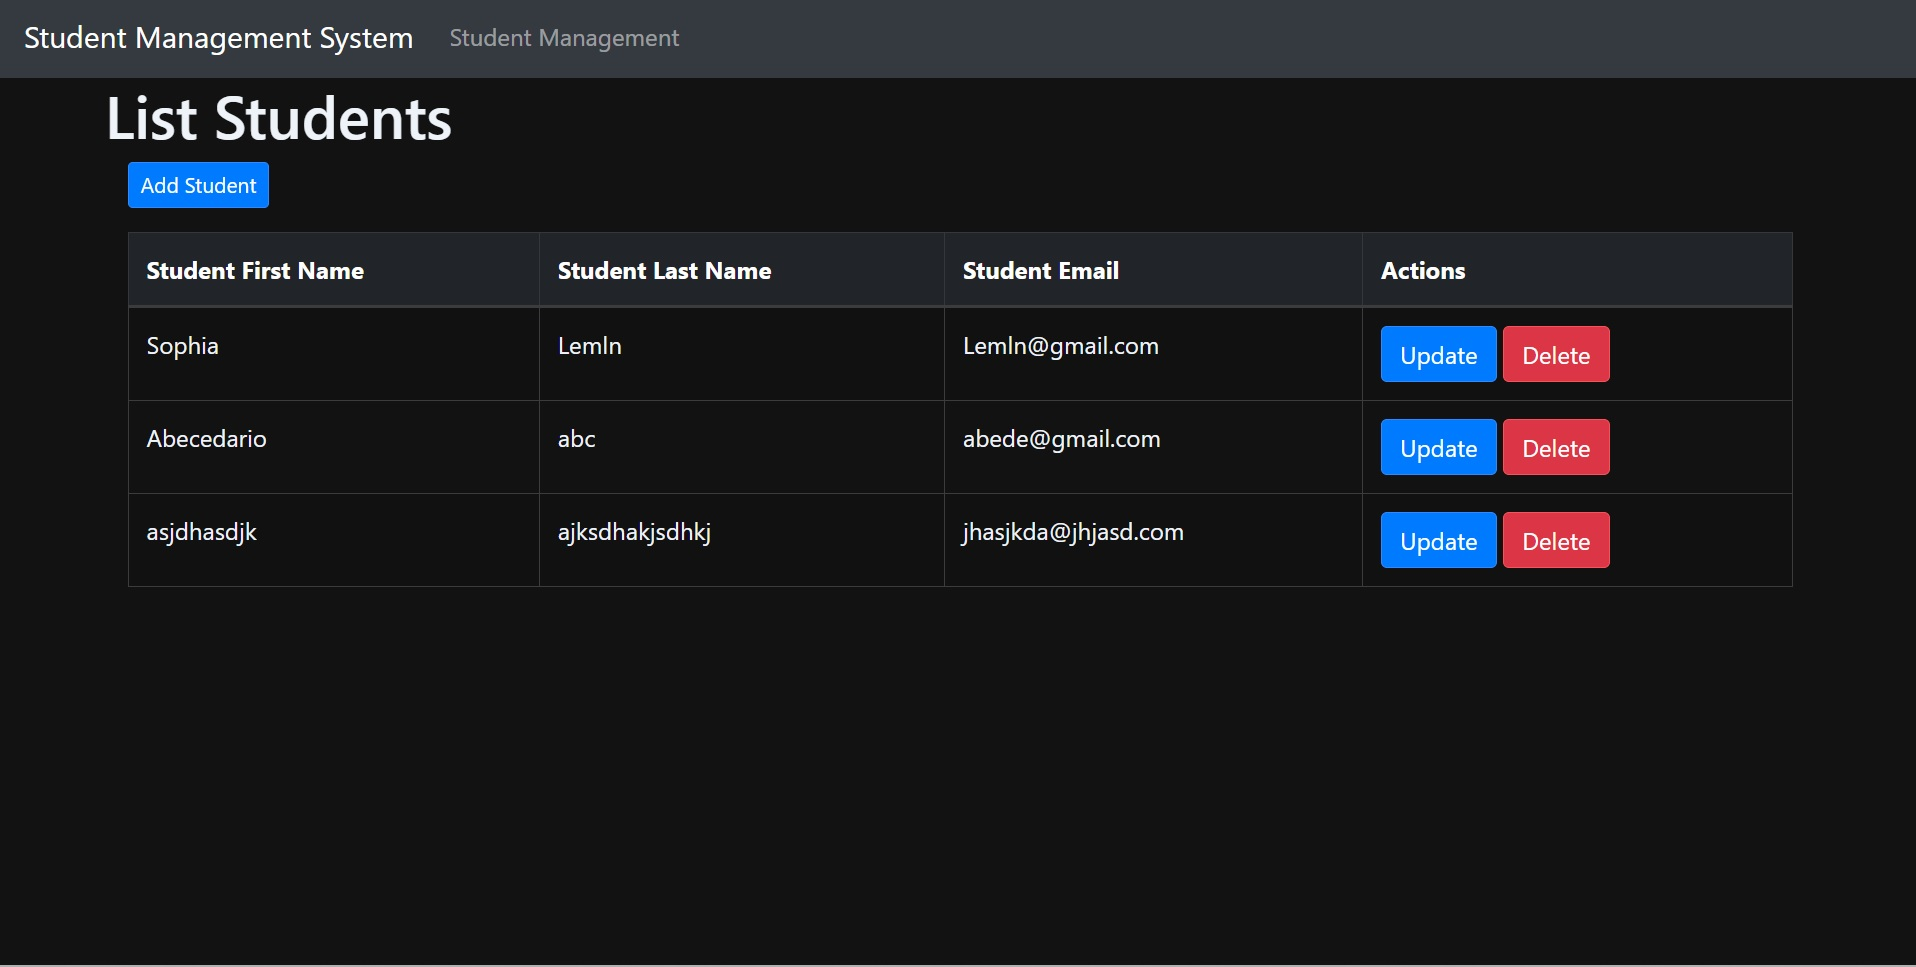 Student Management System Student Management
List Students
Add Student
Student First Name Student Last Name Student Email Actions
Sophia Lemln Lemln@gmail.com Update Delete
Abecedario abc abede@gmail.com Update Delete
asjdhasdjk ajksdhakjsdhkj jhasjkda@jhjasd.com Update Delete